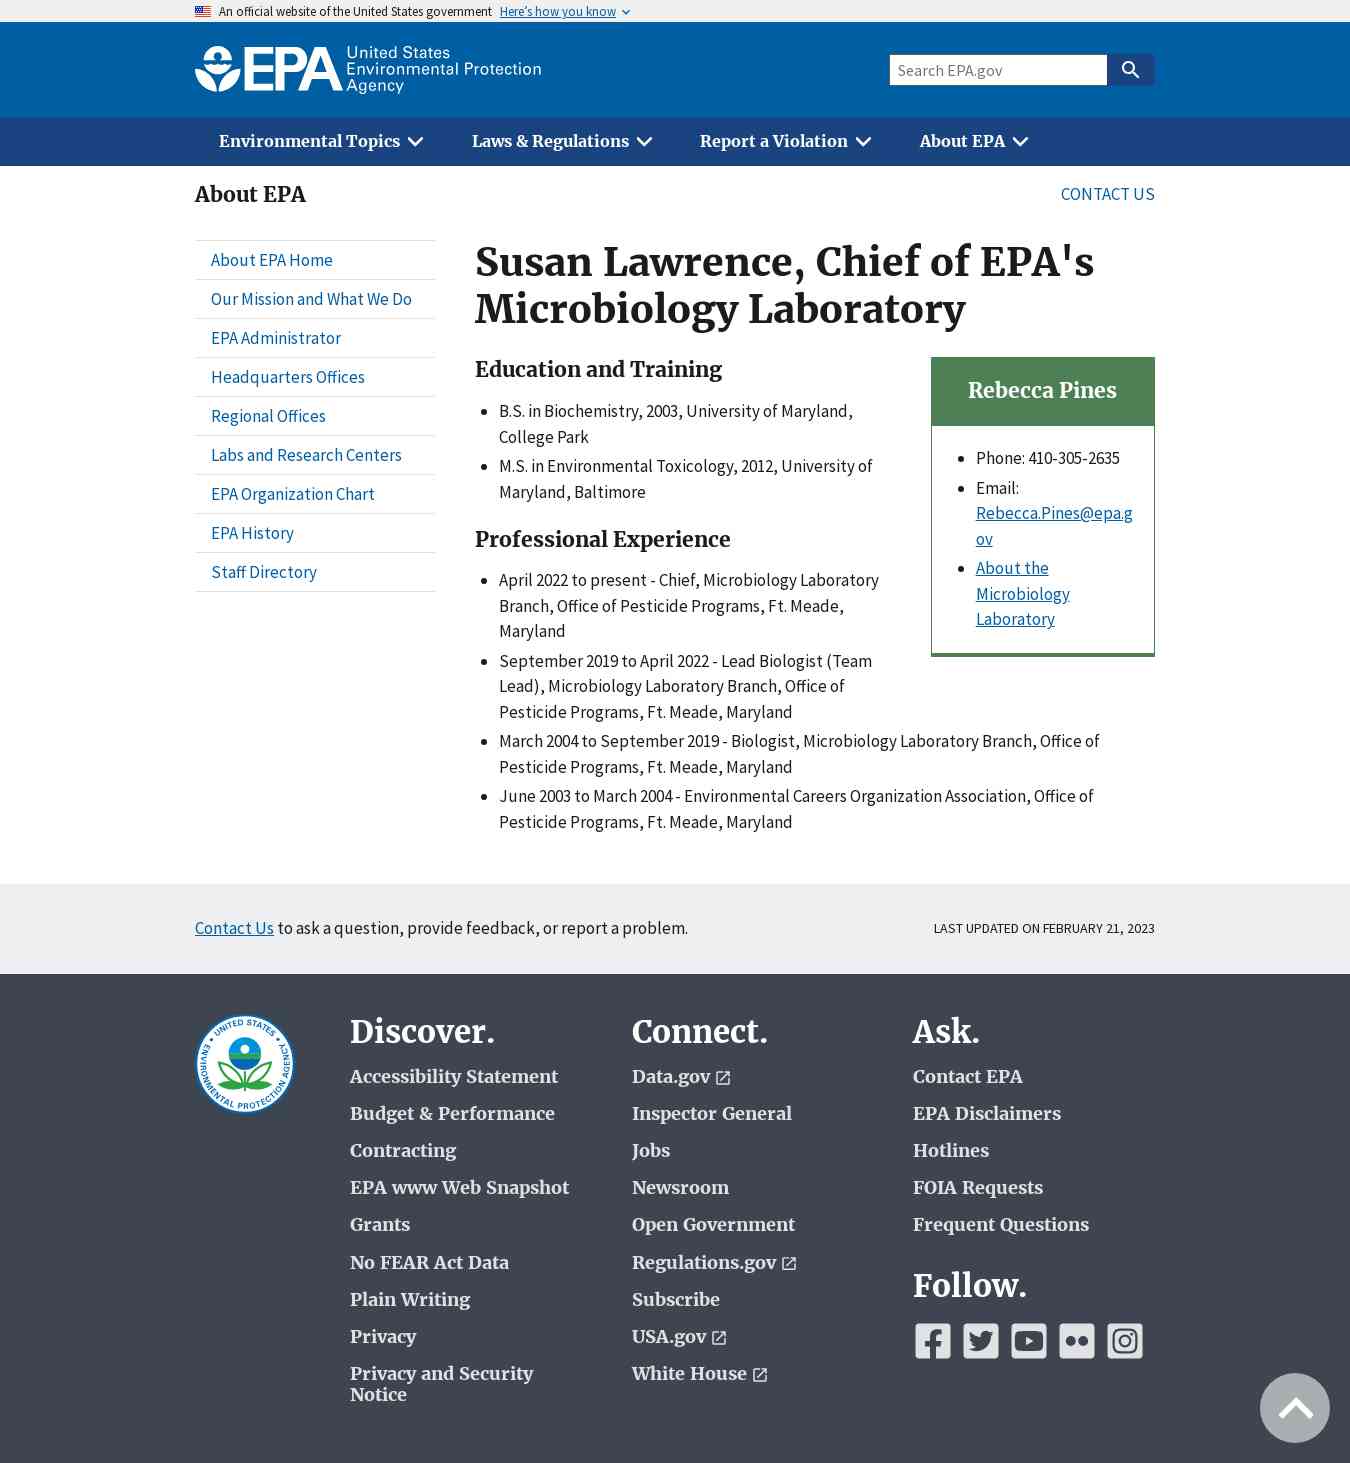 An official website of the United States government Here’s how you know
EPA United States
Environmental Protection
Agency
Search EPA.gov
Environmental Topics
Laws & Regulations
Report a Violation
About EPA
About EPA
CONTACT US
About EPA Home
Our Mission and What We Do
EPA Administrator
Headquarters Offices
Regional Offices
Labs and Research Centers
EPA Organization Chart
EPA History
Staff Directory
Susan Lawrence, Chief of EPA's
Microbiology Laboratory
Education and Training
B.S. in Biochemistry, 2003, University of Maryland,
College Park
M.S. in Environmental Toxicology, 2012, University of
Maryland, Baltimore
Professional Experience
April 2022 to present - Chief, Microbiology Laboratory
Branch, Office of Pesticide Programs, Ft. Meade,
Maryland
September 2019 to April 2022 - Lead Biologist (Team
Lead), Microbiology Laboratory Branch, Office of
Pesticide Programs, Ft. Meade, Maryland
March 2004 to September 2019 - Biologist, Microbiology Laboratory Branch, Office of
Pesticide Programs, Ft. Meade, Maryland
June 2003 to March 2004 - Environmental Careers Organization Association, Office of
Pesticide Programs, Ft. Meade, Maryland
Rebecca Pines
Phone: 410-305-2635
Email:
Rebecca.Pines@epa.g
ov
About the
Microbiology
Laboratory
Contact Us to ask a question, provide feedback, or report a problem.
LAST UPDATED ON FEBRUARY 21, 2023
UNITED STATES
ENVIRONMENTAL PROTECTION AGENCY
Discover.
Accessibility Statement
Budget & Performance
Contracting
EPA www Web Snapshot
Grants
No FEAR Act Data
Plain Writing
Privacy
Privacy and Security
Notice
Connect.
Data.gov
Inspector General
Jobs
Newsroom
Open Government
Regulations.gov
Subscribe
USA.gov
White House
Ask.
Contact EPA
EPA Disclaimers
Hotlines
FOIA Requests
Frequent Questions
Follow.